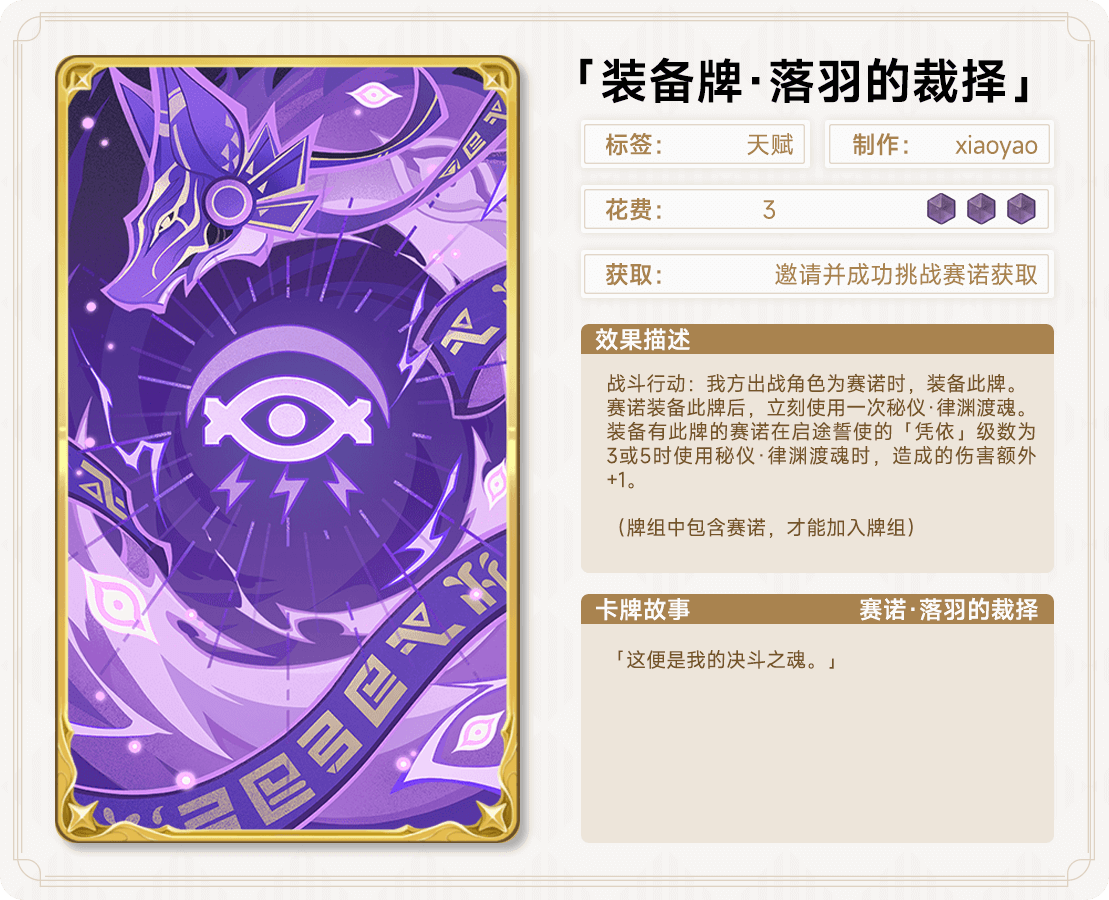 「装备牌·落羽的裁择」
标签： 天赋 制作： xiaoyao
花费： 3
获取： 邀请并成功挑战赛诺获取
效果描述
战斗行动：我方出战角色为赛诺时，装备此牌。
赛诺装备此牌后，立刻使用一次秘仪·律渊渡魂。
装备有此牌的赛诺在启途誓使的「凭依」级数为
3或5时使用秘仪·律渊渡魂时，造成的伤害额外
+1。
（牌组中包含赛诺，才能加入牌组）
卡牌故事 赛诺·落羽的裁择
「这便是我的决斗之魂。」